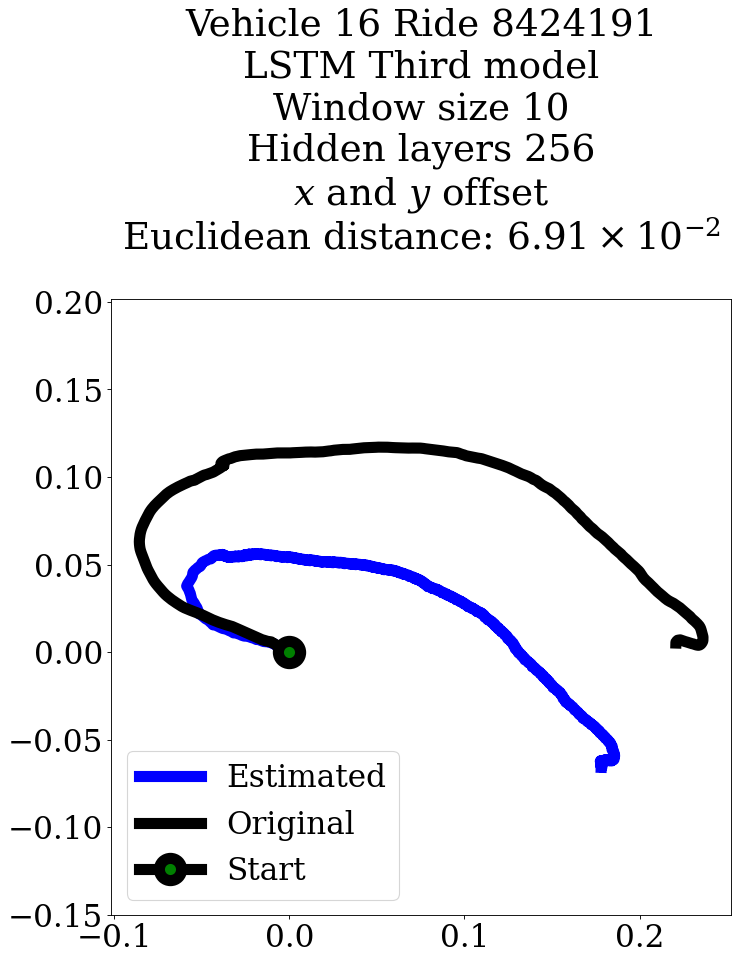 Vehicle 16 Ride 8424191
LSTM Third model
Window size 10
Hidden layers 256
x and y offset
Euclidean distance: 6.91 × 10⁻²
0.20
0.15
0.10
0.05
0.00
−0.05
−0.10
−0.15
Estimated
Original
Start
−0.1
0.0
0.1
0.2